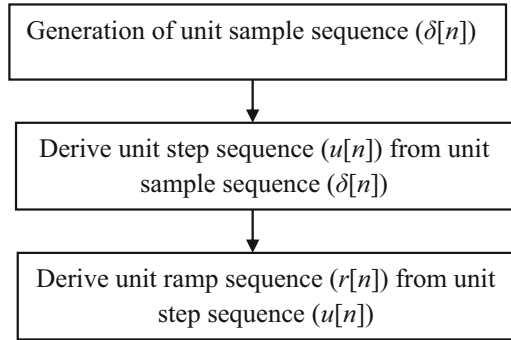 Generation of unit sample sequence (δ[n])
Derive unit step sequence (u[n]) from unit
sample sequence (δ[n])
Derive unit ramp sequence (r[n]) from unit
step sequence (u[n])